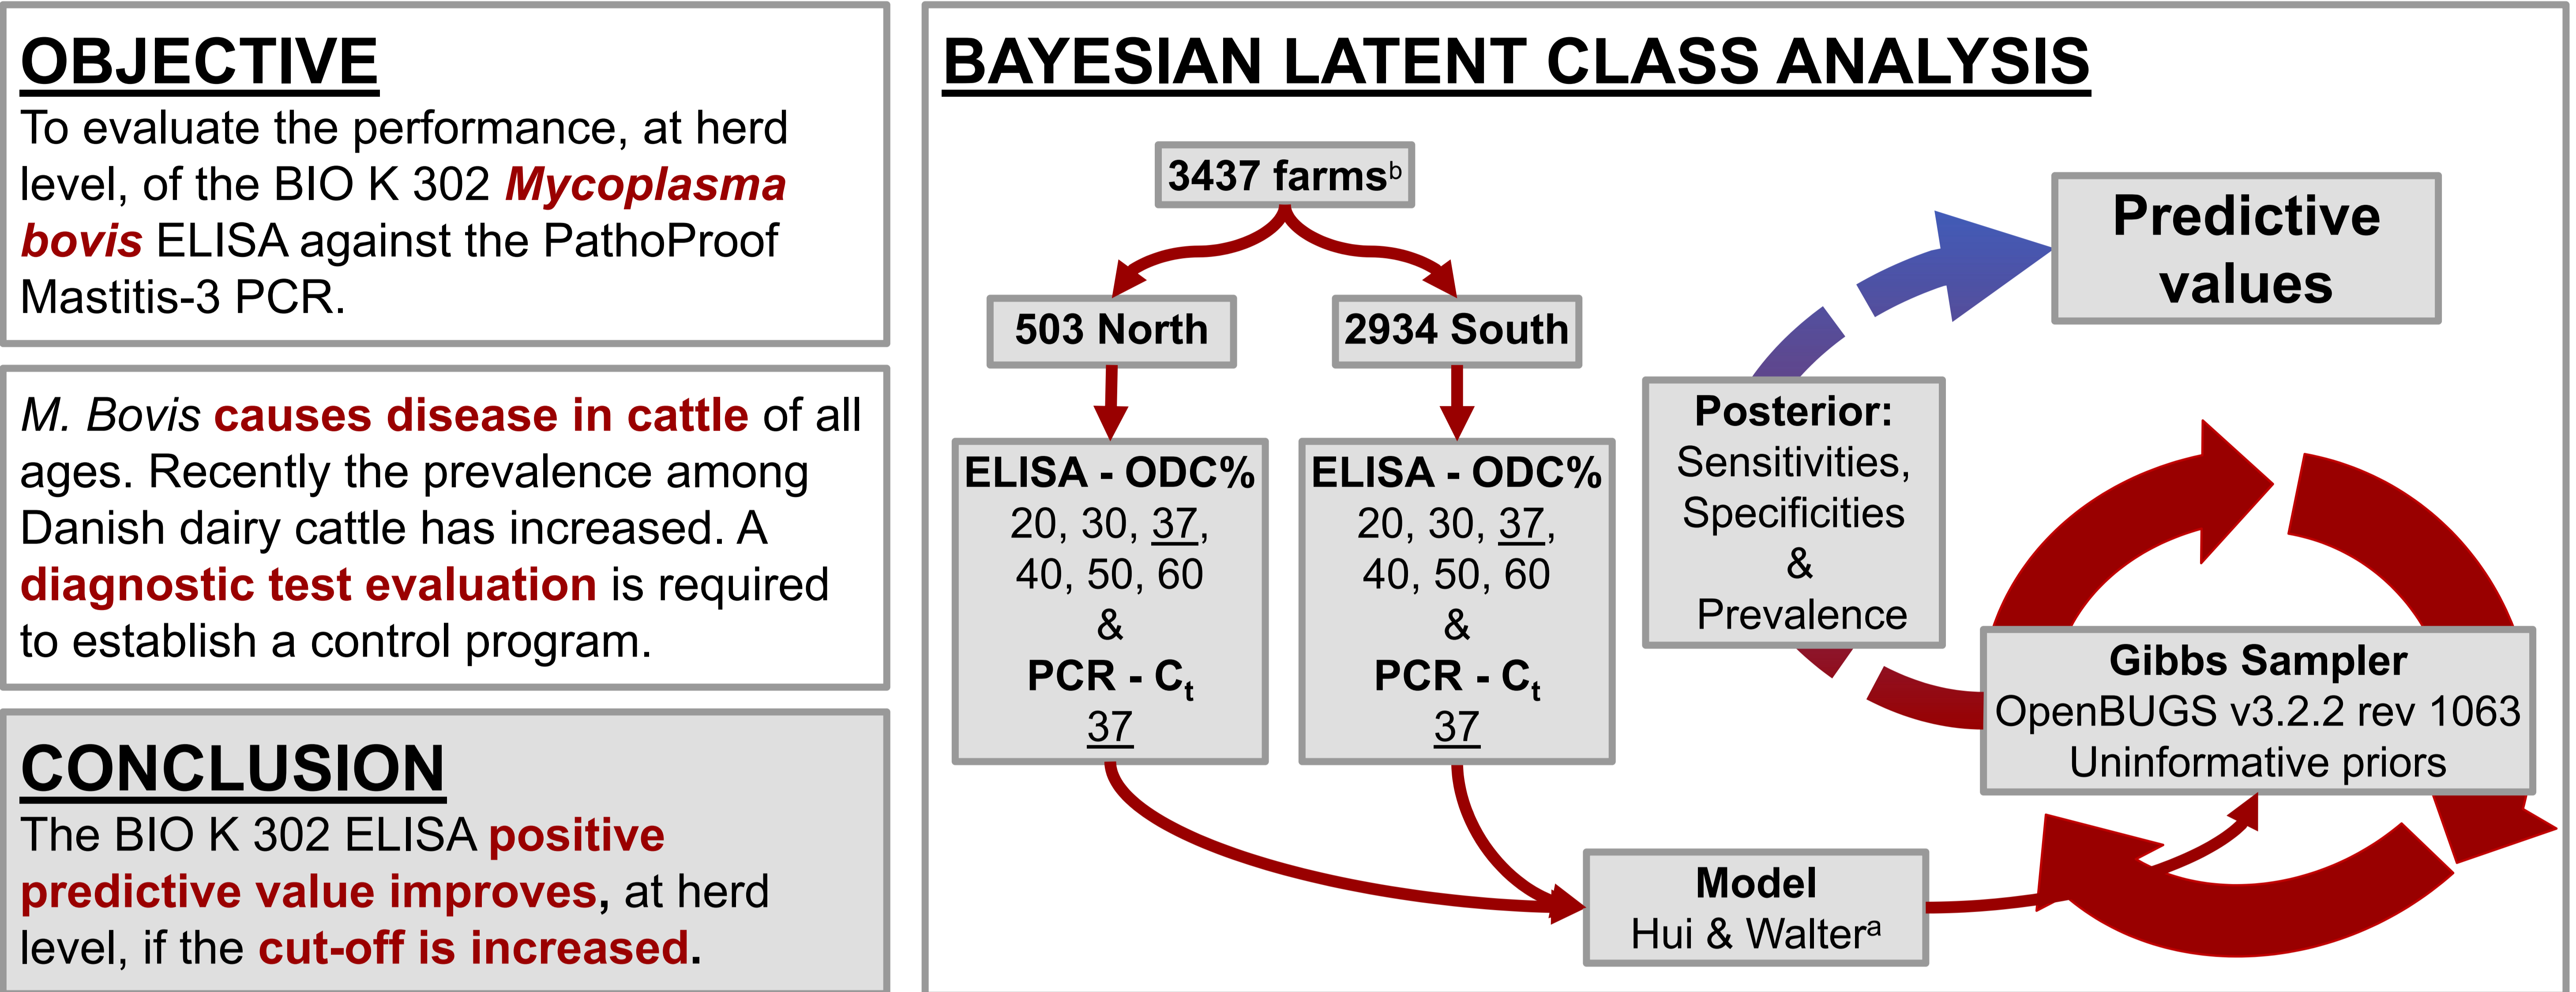 OBJECTIVE
To evaluate the performance, at herd
level, of the BIO K 302 Mycoplasma
bovis ELISA against the PathoProof
Mastitis-3 PCR.
M. Bovis causes disease in cattle of all
ages. Recently the prevalence among
Danish dairy cattle has increased. A
diagnostic test evaluation is required
to establish a control program.
CONCLUSION
The BIO K 302 ELISA positive
predictive value improves, at herd
level, if the cut-off is increased.
BAYESIAN LATENT CLASS ANALYSIS
3437 farmsᵇ
503 North
2934 South
ELISA - ODC%
20, 30, 37,
40, 50, 60
&
PCR - Cₜ
37
ELISA - ODC%
20, 30, 37,
40, 50, 60
&
PCR - Cₜ
37
Model
Hui & Walterᵃ
Gibbs Sampler
OpenBUGS v3.2.2 rev 1063
Uninformative priors
Posterior:
Sensitivities,
Specificities
&
Prevalence
Predictive
values